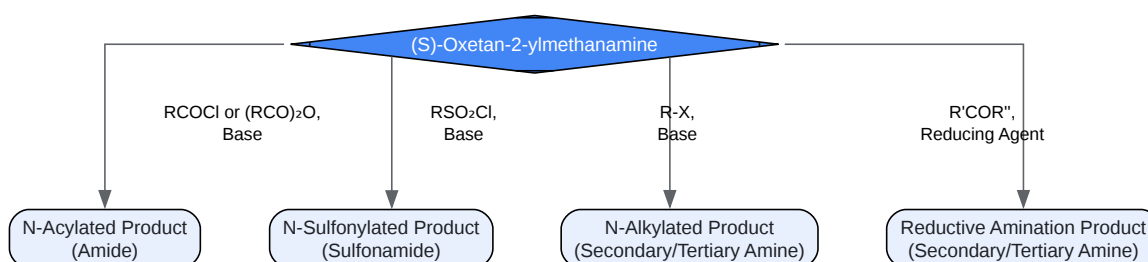 (S)-Oxetan-2-ylmethanamine
RCOCl or (RCO)₂O,
Base
RSO₂Cl,
Base
R-X,
Base
R'COR",
Reducing Agent
N-Acylated Product
(Amide)
N-Sulfonylated Product
(Sulfonamide)
N-Alkylated Product
(Secondary/Tertiary Amine)
Reductive Amination Product
(Secondary/Tertiary Amine)